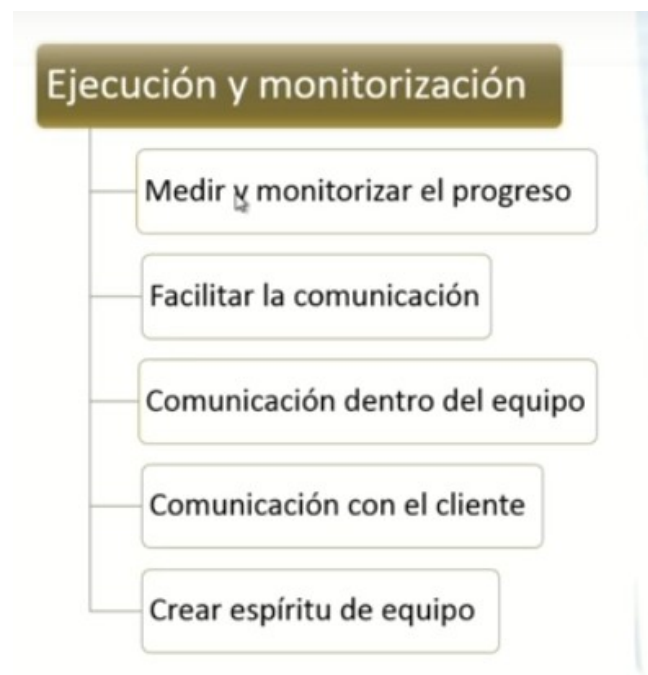 Ejecución y monitorización
Medir y monitorizar el progreso
Facilitar la comunicación
Comunicación dentro del equipo
Comunicación con el cliente
Crear espíritu de equipo